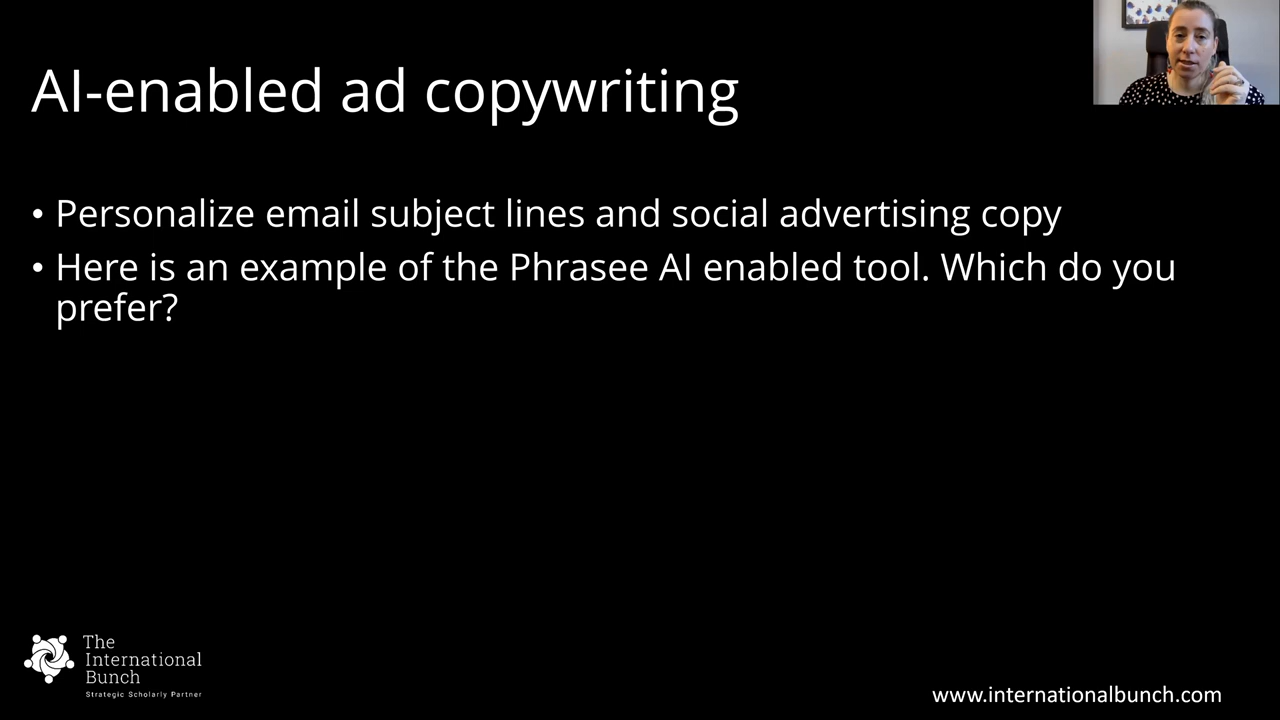 AI-enabled ad copywriting
• Personalize email subject lines and social advertising copy
• Here is an example of the Phrasee AI enabled tool. Which do you
prefer?
The
International
Bunch
Strategic Scholarly Partner
www.internationalbunch.com